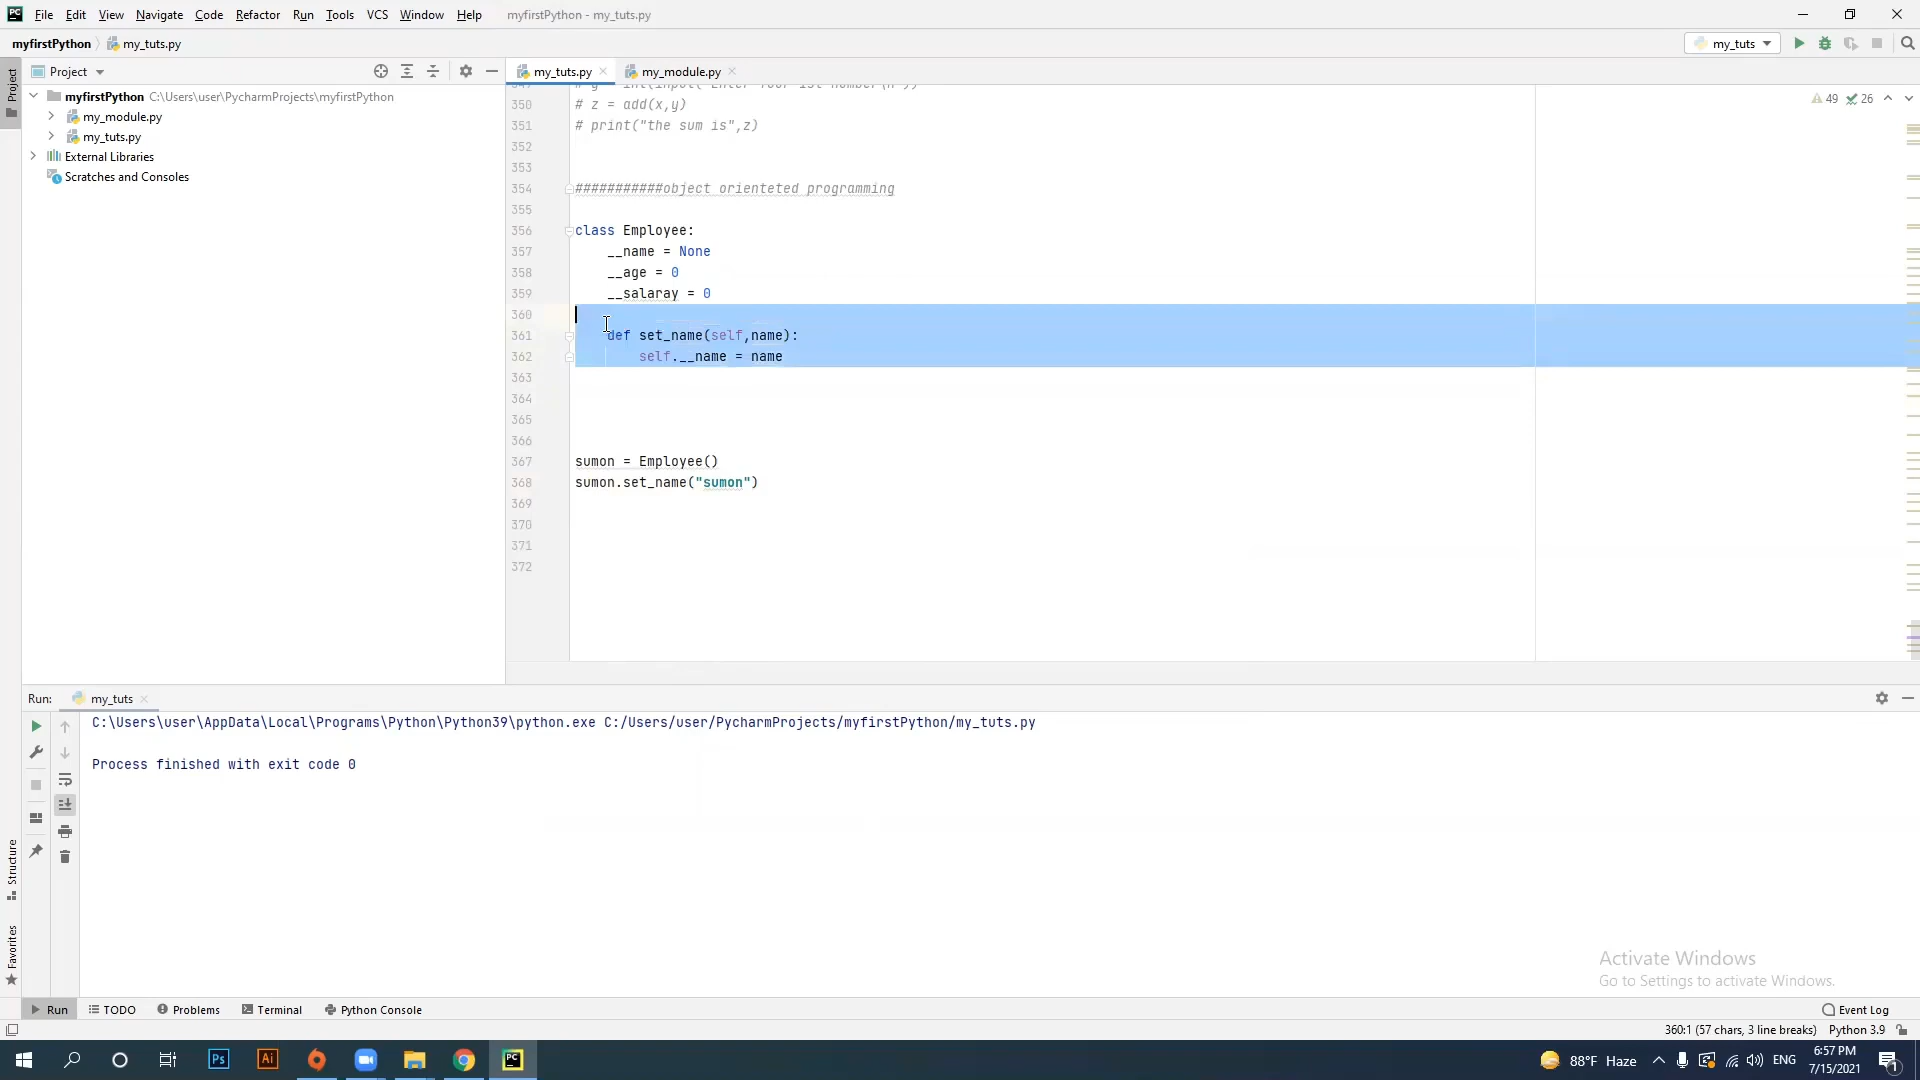 File Edit View Navigate Code Refactor Run Tools VCS Window Help myfirstPython - my_tuts.py
myfirstPython my_tuts.py
my_tuts
Project
my_tuts.py my_module.py
Project
myfirstPython C:\Users\user\PycharmProjects\myfirstPython
my_module.py
my_tuts.py
External Libraries
Scratches and Consoles
49 26
350 # z = add(x,y)
351 # print("the sum is",z)
352
353
354 ###########object orienteted programming
355
356 class Employee:
357 __name = None
358 __age = 0
359 __salaray = 0
360
361 def set_name(self,name):
362 self.__name = name
363
364
365
366
367 sumon = Employee()
368 sumon.set_name("sumon")
369
370
371
372
Run: my_tuts
C:\Users\user\AppData\Local\Programs\Python\Python39\python.exe C:/Users/user/PycharmProjects/myfirstPython/my_tuts.py
Process finished with exit code 0
Structure
Favorites
Activate Windows
Go to Settings to activate Windows.
Run TODO Problems Terminal Python Console Event Log
360:1 (57 chars, 3 line breaks) Python 3.9
Ps Ai PC 88°F Haze ENG 6:57 PM
7/15/2021
1